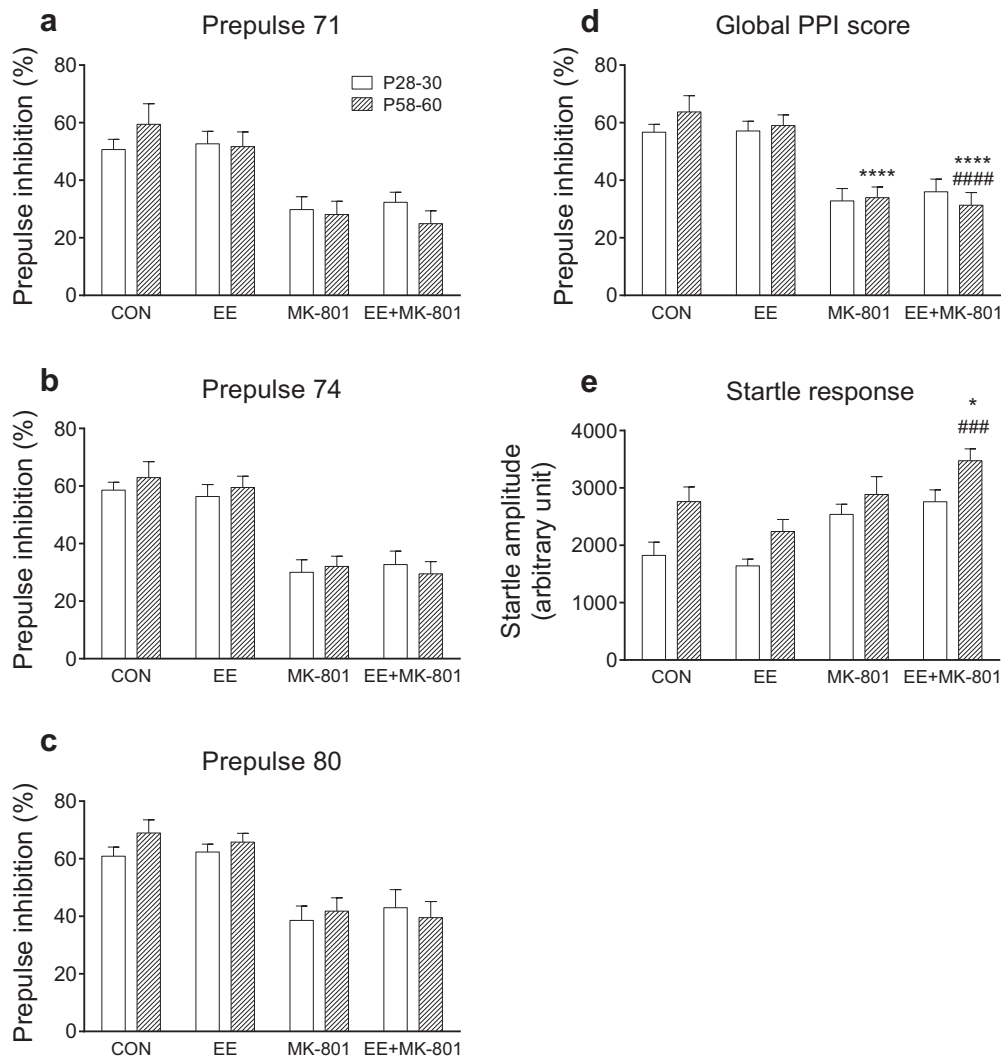 a
Prepulse 71
Prepulse inhibition (%)
80
60
40
20
0
P28-30
P58-60
CON EE MK-801 EE+MK-801
b
Prepulse 74
Prepulse inhibition (%)
80
60
40
20
0
CON EE MK-801 EE+MK-801
c
Prepulse 80
Prepulse inhibition (%)
80
60
40
20
0
CON EE MK-801 EE+MK-801
d
Global PPI score
Prepulse inhibition (%)
80
60
40
20
0
****
****
####
CON EE MK-801 EE+MK-801
e
Startle response
Startle amplitude
(arbitrary unit)
4000
3000
2000
1000
0
*
###
CON EE MK-801 EE+MK-801